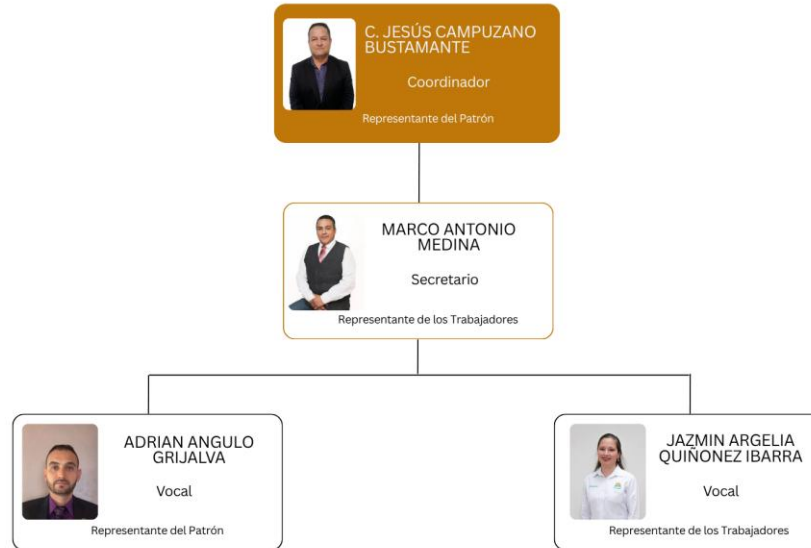 C. JESÚS CAMPUZANO
BUSTAMANTE
Coordinador
Representante del Patrón
MARCO ANTONIO
MEDINA
Secretario
Representante de los Trabajadores
ADRIAN ANGULO
GRIJALVA
Vocal
Representante del Patrón
JAZMIN ARGELIA
QUIÑONEZ IBARRA
Vocal
Representante de los Trabajadores